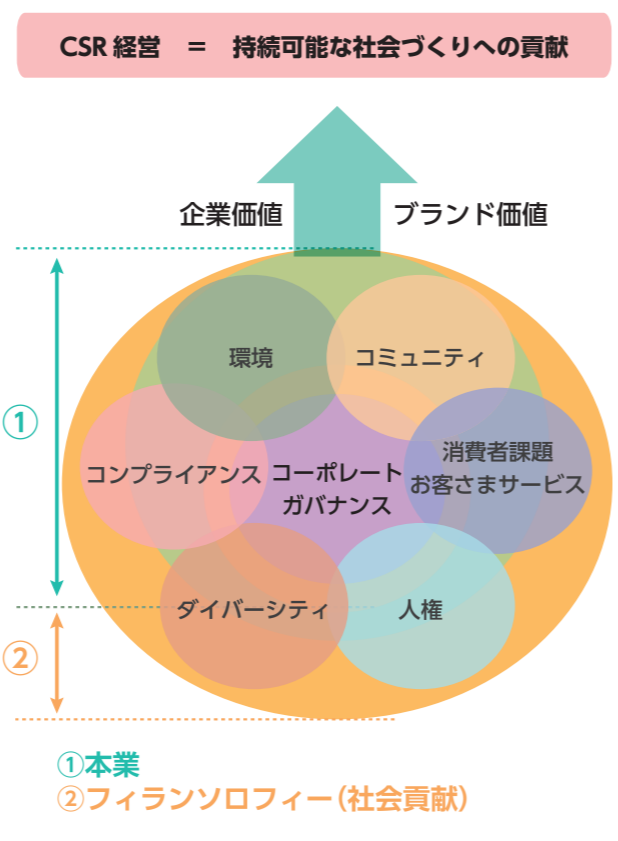 CSR 経営　＝　持続可能な社会づくりへの貢献
企業価値
ブランド価値
環境
コミュニティ
①
コンプライアンス
コーポレート
ガバナンス
消費者課題
お客さまサービス
ダイバーシティ
人権
②
①本業
②フィランソロフィー（社会貢献）